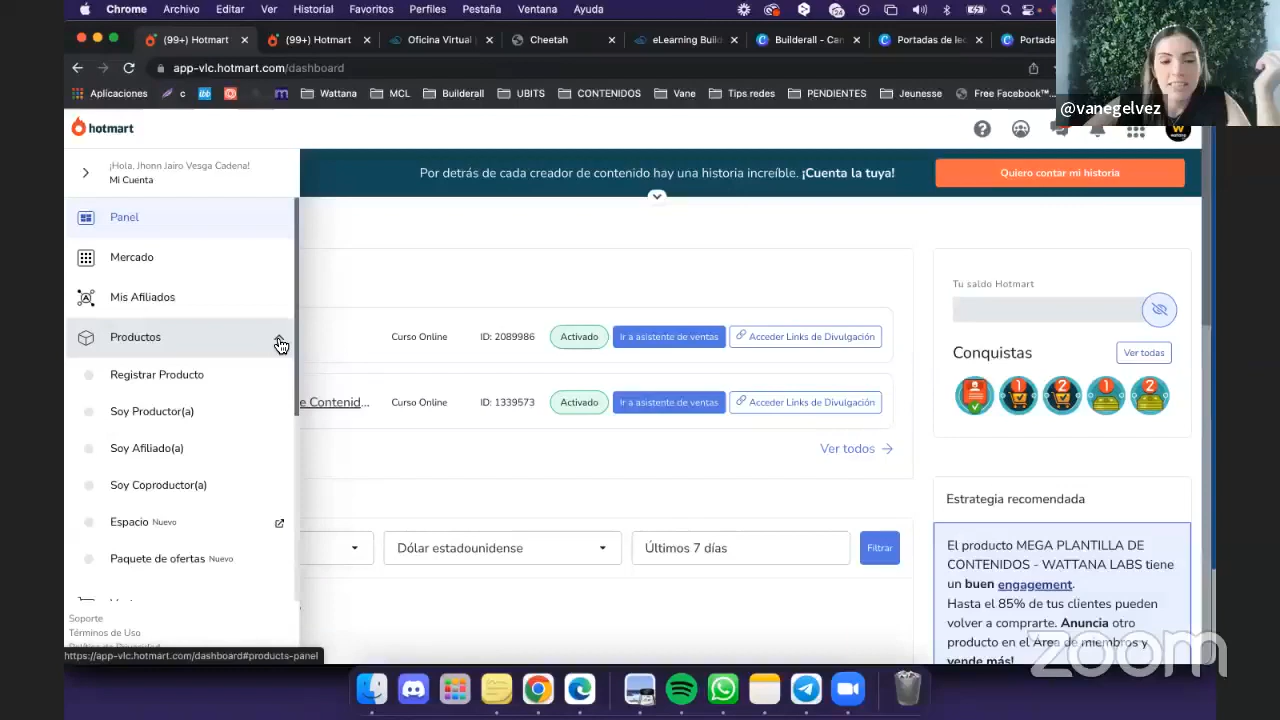 Chrome Archivo Editar Ver Historial Favoritos Perfiles Pestaña Ventana Ayuda
(99+) Hotmart
(99+) Hotmart
Oficina Virtual
Cheetah
eLearning Buil
Builderall - Can
Portadas de lec
Portada
app-vlc.hotmart.com/dashboard
Aplicaciones c Wattana MCL Builderall UBITS CONTENIDOS Vane Tips redes PENDIENTES Jeunesse Free Facebook™...
@vanegelvez
hotmart
¡Hola, Jhonn Jairo Vesga Cadena!
Mi Cuenta
Por detrás de cada creador de contenido hay una historia increíble. ¡Cuenta la tuya!
Quiero contar mi historia
Panel
Mercado
Mis Afiliados
Productos
Registrar Producto
Soy Productor(a)
Soy Afiliado(a)
Soy Coproductor(a)
Espacio Nuevo
Paquete de ofertas Nuevo
Soporte
Términos de Uso
https://app-vlc.hotmart.com/dashboard#products-panel
Curso Online ID: 2089986 Activado Ir a asistente de ventas Acceder Links de Divulgación
e Contenid... Curso Online ID: 1339573 Activado Ir a asistente de ventas Acceder Links de Divulgación
Ver todos
Dólar estadounidense Últimos 7 días Filtrar
Tu saldo Hotmart
Conquistas Ver todas
1 2 1 2
Estrategia recomendada
El producto MEGA PLANTILLA DE
CONTENIDOS - WATTANA LABS tiene
un buen engagement.
Hasta el 85% de tus clientes pueden
volver a comprarte. Anuncia otro
producto en el Área de miembros y
vende más!
zoom